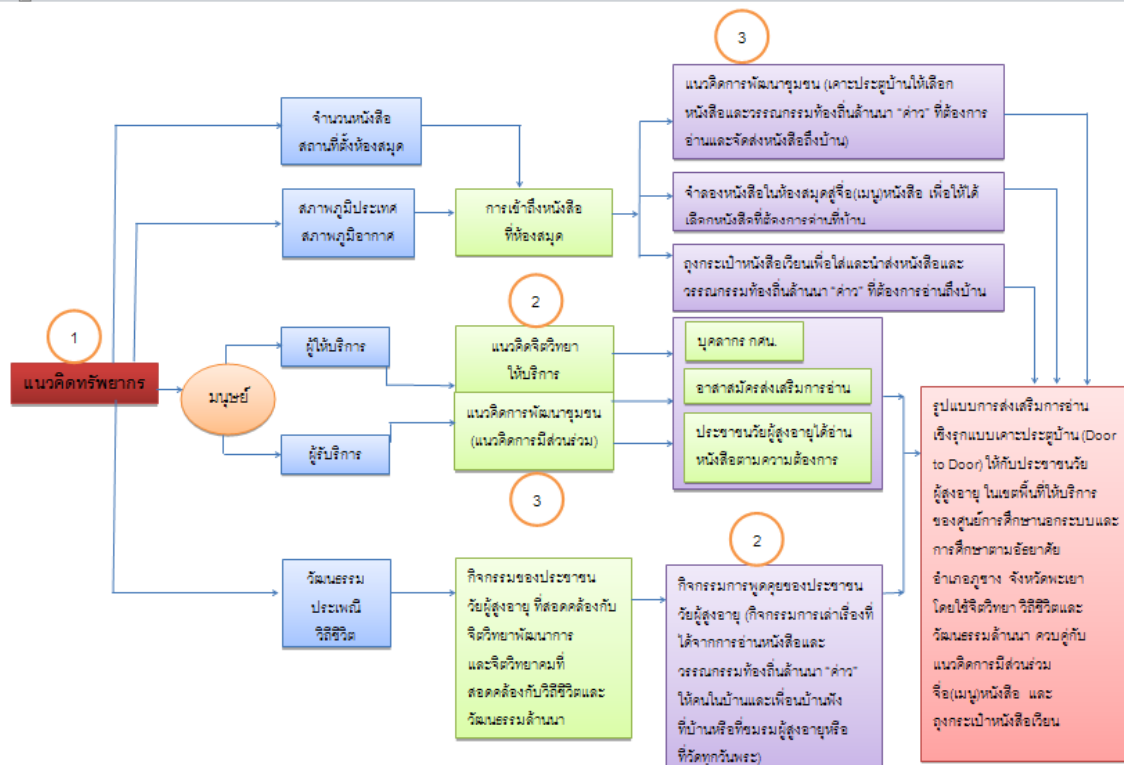 3
แนวคิดการพัฒนาชุมชน (เคาะประตูบ้านให้เลือก
หนังสือและวรรณกรรมท้องถิ่นล้านนา "ค่าว" ที่ต้องการ
อ่านและจัดส่งหนังสือถึงบ้าน)
จำนวนหนังสือ
สถานที่ตั้งห้องสมุด
สภาพภูมิประเทศ
สภาพภูมิอากาศ
การเข้าถึงหนังสือ
ที่ห้องสมุด
จำลองหนังสือในห้องสมุดสู่จื่อ(เมนู)หนังสือ เพื่อให้ได้
เลือกหนังสือที่ต้องการอ่านที่บ้าน
ถุงกระเป๋าหนังสือเวียนเพื่อใส่และนำส่งหนังสือและ
วรรณกรรมท้องถิ่นล้านนา "ค่าว" ที่ต้องการอ่านถึงบ้าน
1
แนวคิดทรัพยากร
มนุษย์
ผู้ให้บริการ
ผู้รับบริการ
2
แนวคิดจิตวิทยา
ให้บริการ
แนวคิดการพัฒนาชุมชน
(แนวคิดการมีส่วนร่วม)
3
บุคลากร กศน.
อาสาสมัครส่งเสริมการอ่าน
ประชาชนวัยผู้สูงอายุได้อ่าน
หนังสือตามความต้องการ
วัฒนธรรม
ประเพณี
วิถีชีวิต
กิจกรรมของประชาชน
วัยผู้สูงอายุ ที่สอดคล้องกับ
จิตวิทยาพัฒนาการ
และจิตวิทยาคมที่
สอดคล้องกับวิถีชีวิตและ
วัฒนธรรมล้านนา
2
กิจกรรมการพูดคุยของประชาชน
วัยผู้สูงอายุ (กิจกรรมการเล่าเรื่องที่
ได้จากการอ่านหนังสือและ
วรรณกรรมท้องถิ่นล้านนา "ค่าว"
ให้คนในบ้านและเพื่อนบ้านฟัง
ที่บ้านหรือที่ชมรมผู้สูงอายุหรือ
ที่วัดทุกวันพระ)
รูปแบบการส่งเสริมการอ่าน
เชิงรุกแบบเคาะประตูบ้าน (Door
to Door) ให้กับประชาชนวัย
ผู้สูงอายุ ในเขตพื้นที่ให้บริการ
ของศูนย์การศึกษานอกระบบและ
การศึกษาตามอัธยาศัย
อำเภอภูซาง จังหวัดพะเยา
โดยใช้จิตวิทยา วิถีชีวิตและ
วัฒนธรรมล้านนา ควบคู่กับ
แนวคิดการมีส่วนร่วม
จื่อ(เมนู)หนังสือ และ
ถุงกระเป๋าหนังสือเวียน